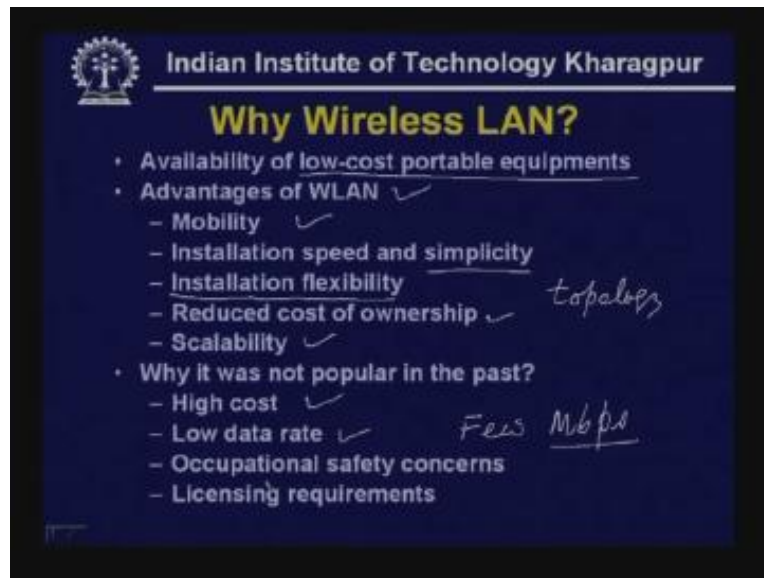 Indian Institute of Technology Kharagpur
Why Wireless LAN?
• Availability of low-cost portable equipments
• Advantages of WLAN
– Mobility
– Installation speed and simplicity
– Installation flexibility
topology
– Reduced cost of ownership
– Scalability
• Why it was not popular in the past?
– High cost
– Low data rate Few Mbps
– Occupational safety concerns
– Licensing requirements